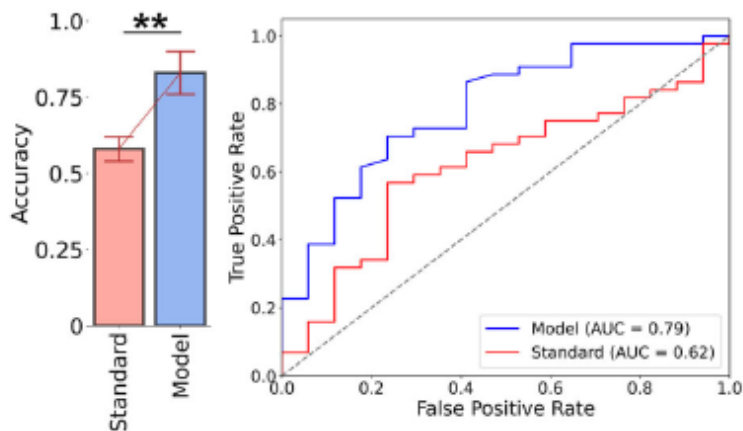 **
1.0
0.75
0.5
0.25
0
Accuracy
Standard
Model
1.0
0.8
0.6
0.4
0.2
0.0
True Positive Rate
Model (AUC = 0.79)
Standard (AUC = 0.62)
0.0 0.2 0.4 0.6 0.8 1.0
False Positive Rate